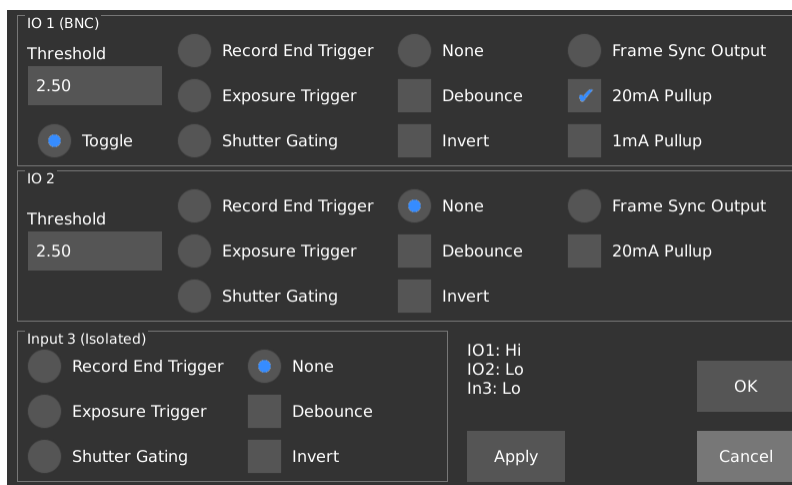 IO 1 (BNC)
Threshold
2.50
Toggle
Record End Trigger
Exposure Trigger
Shutter Gating
None
Debounce
Invert
Frame Sync Output
20mA Pullup
1mA Pullup
IO 2
Threshold
2.50
Record End Trigger
Exposure Trigger
Shutter Gating
None
Debounce
Invert
Frame Sync Output
20mA Pullup
Input 3 (Isolated)
Record End Trigger
Exposure Trigger
Shutter Gating
None
Debounce
Invert
IO1: Hi
IO2: Lo
In3: Lo
Apply
OK
Cancel